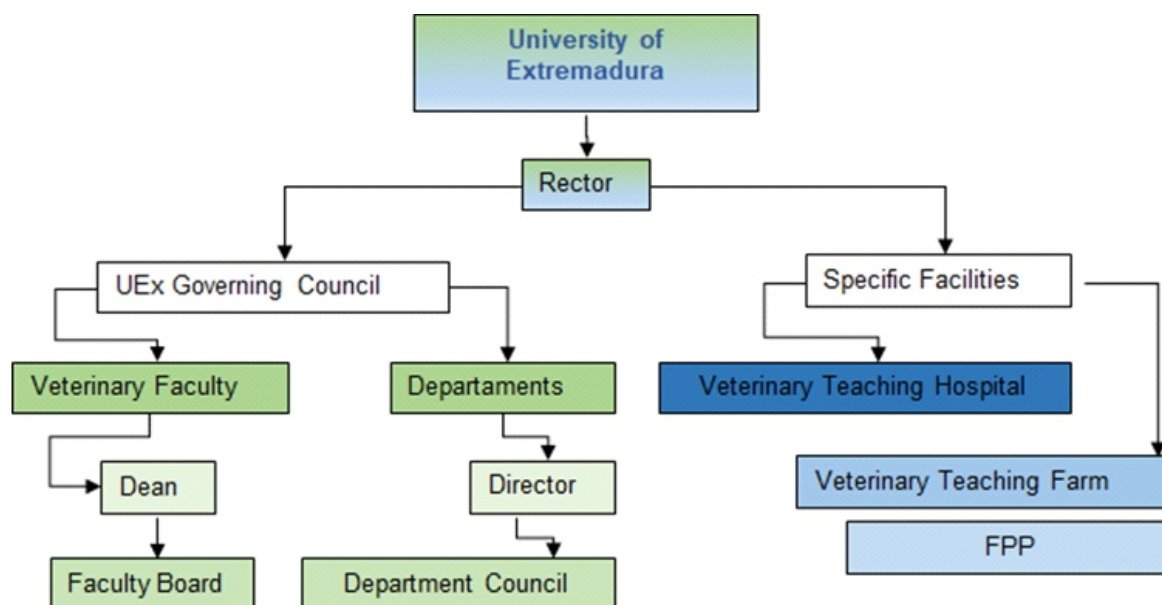 University of
Extremadura
Rector
UEx Governing Council
Specific Facilities
Veterinary Faculty
Departaments
Veterinary Teaching Hospital
Dean
Director
Veterinary Teaching Farm
FPP
Faculty Board
Department Council